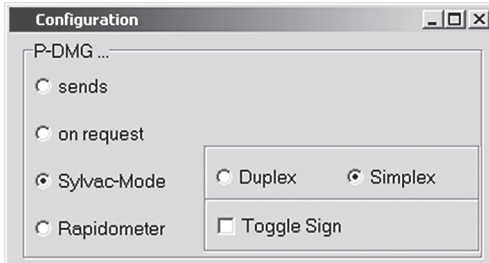 Configuration
P-DMG ...
sends
on request
Sylvac-Mode
Duplex Simplex
Rapidometer
Toggle Sign